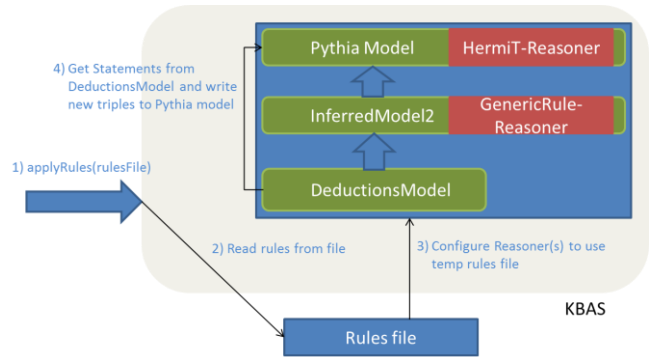 Pythia Model
HermiT-Reasoner
4) Get Statements from
DeductionsModel and write
new triples to Pythia model
InferredModel2
GenericRule-
Reasoner
1) applyRules(rulesFile)
DeductionsModel
2) Read rules from file
3) Configure Reasoner(s) to use
temp rules file
KBAS
Rules file